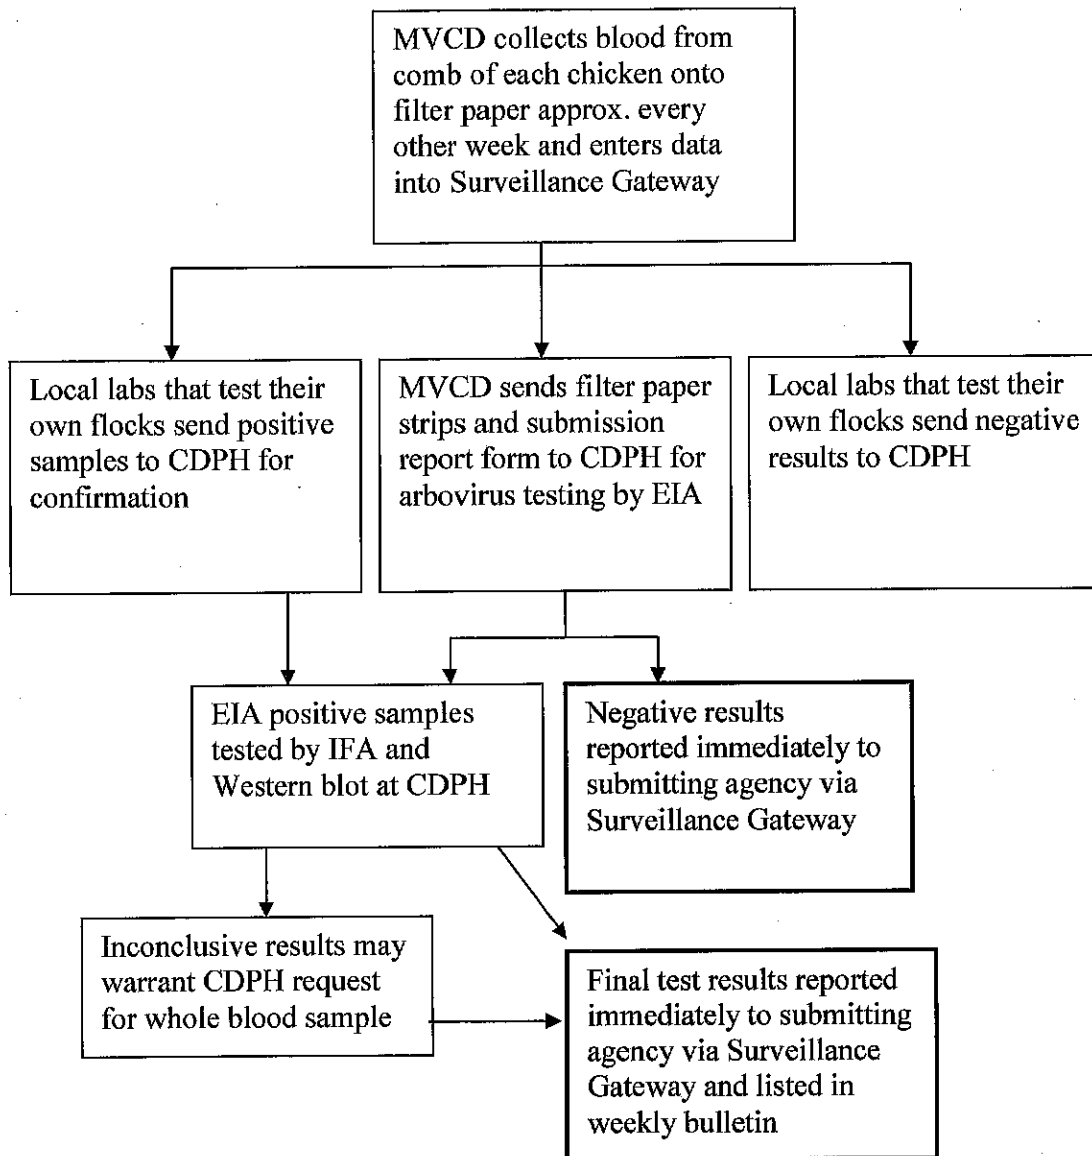 MVCD collects blood from
comb of each chicken onto
filter paper approx. every
other week and enters data
into Surveillance Gateway
Local labs that test their
own flocks send positive
samples to CDPH for
confirmation
MVCD sends filter paper
strips and submission
report form to CDPH for
arbovirus testing by EIA
Local labs that test their
own flocks send negative
results to CDPH
EIA positive samples
tested by IFA and
Western blot at CDPH
Negative results
reported immediately to
submitting agency via
Surveillance Gateway
Inconclusive results may
warrant CDPH request
for whole blood sample
Final test results reported
immediately to submitting
agency via Surveillance
Gateway and listed in
weekly bulletin